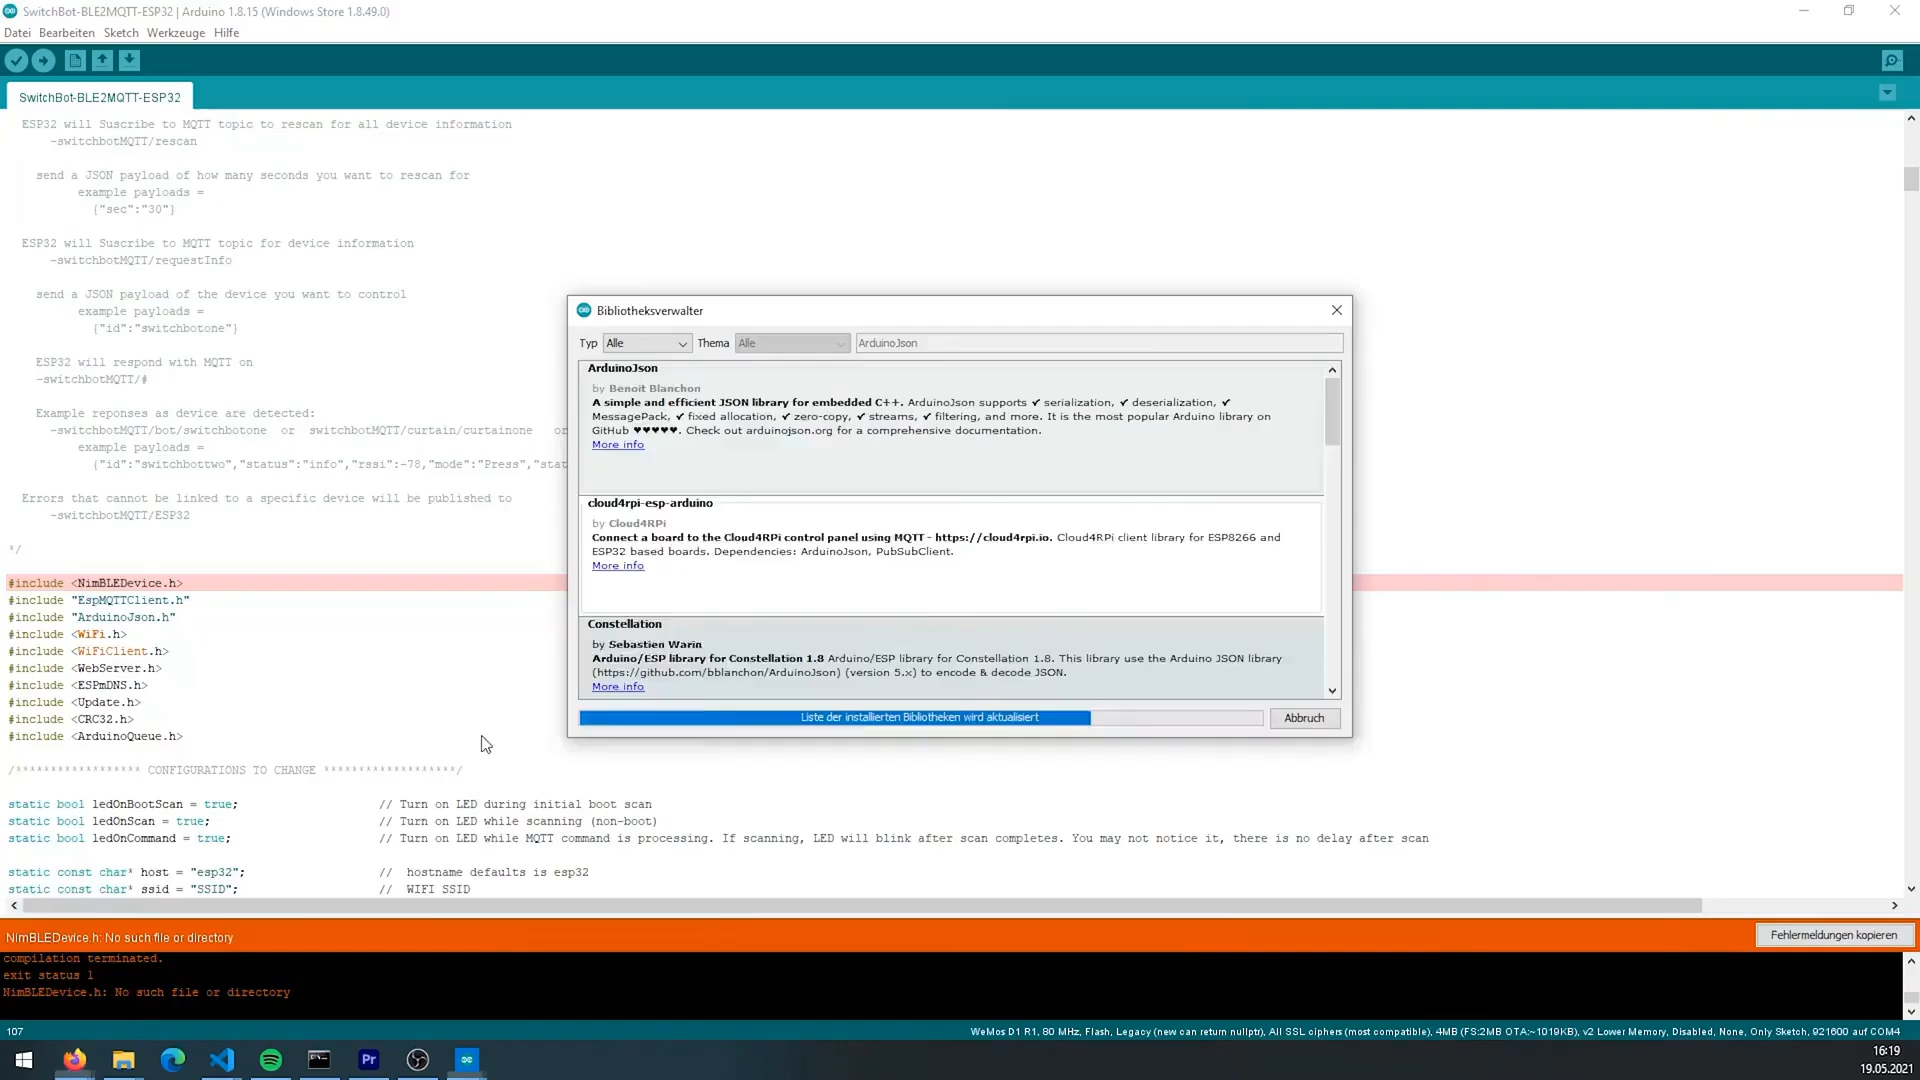 SwitchBot-BLE2MQTT-ESP32 | Arduino 1.8.15 (Windows Store 1.8.49.0)
Datei Bearbeiten Sketch Werkzeuge Hilfe
SwitchBot-BLE2MQTT-ESP32
ESP32 will Suscribe to MQTT topic to rescan for all device information
-switchbotMQTT/rescan
send a JSON payload of how many seconds you want to rescan for
example payloads =
{"sec":"30"}
ESP32 will Suscribe to MQTT topic for device information
-switchbotMQTT/requestInfo
send a JSON payload of the device you want to control
example payloads =
{"id":"switchbotone"}
ESP32 will respond with MQTT on
-switchbotMQTT/#
Example reponses as device are detected:
-switchbotMQTT/bot/switchbotone or switchbotMQTT/curtain/curtainone or
example payloads =
{"id":"switchbottwo","status":"info","rssi":-78,"mode":"Press","stat
Errors that cannot be linked to a specific device will be published to
-switchbotMQTT/ESP32
*/
#include <NimBLEDevice.h>
#include "EspMQTTClient.h"
#include "ArduinoJson.h"
#include <WiFi.h>
#include <WiFiClient.h>
#include <WebServer.h>
#include <ESPmDNS.h>
#include <Update.h>
#include <CRC32.h>
#include <ArduinoQueue.h>
/****************** CONFIGURATIONS TO CHANGE *******************/
static bool ledOnBootScan = true; // Turn on LED during initial boot scan
static bool ledOnScan = true; // Turn on LED while scanning (non-boot)
static bool ledOnCommand = true; // Turn on LED while MQTT command is processing. If scanning, LED will blink after scan completes. You may not notice it, there is no delay after scan
static const char* host = "esp32"; // hostname defaults is esp32
static const char* ssid = "SSID"; // WIFI SSID
Bibliotheksverwalter
Typ Alle Thema Alle ArduinoJson
ArduinoJson
by Benoit Blanchon
A simple and efficient JSON library for embedded C++. ArduinoJson supports ✔ serialization, ✔ deserialization, ✔
MessagePack, ✔ fixed allocation, ✔ zero-copy, ✔ streams, ✔ filtering, and more. It is the most popular Arduino library on
GitHub ♥♥♥♥♥. Check out arduinojson.org for a comprehensive documentation.
More info
cloud4rpi-esp-arduino
by Cloud4RPi
Connect a board to the Cloud4RPi control panel using MQTT - https://cloud4rpi.io. Cloud4RPi client library for ESP8266 and
ESP32 based boards. Dependencies: ArduinoJson, PubSubClient.
More info
Constellation
by Sebastien Warin
Arduino/ESP library for Constellation 1.8 Arduino/ESP library for Constellation 1.8. This library use the Arduino JSON library
(https://github.com/bblanchon/ArduinoJson) (version 5.x) to encode & decode JSON.
More info
Liste der installierten Bibliotheken wird aktualisiert
Abbruch
NimBLEDevice.h: No such file or directory
Fehlermeldungen kopieren
compilation terminated.
exit status 1
NimBLEDevice.h: No such file or directory
107
WeMos D1 R1, 80 MHz, Flash, Legacy (new can return nullptr), All SSL ciphers (most compatible), 4MB (FS:2MB OTA:~1019KB), v2 Lower Memory, Disabled, None, Only Sketch, 921600 auf COM4
Pr
16:19
19.05.2021